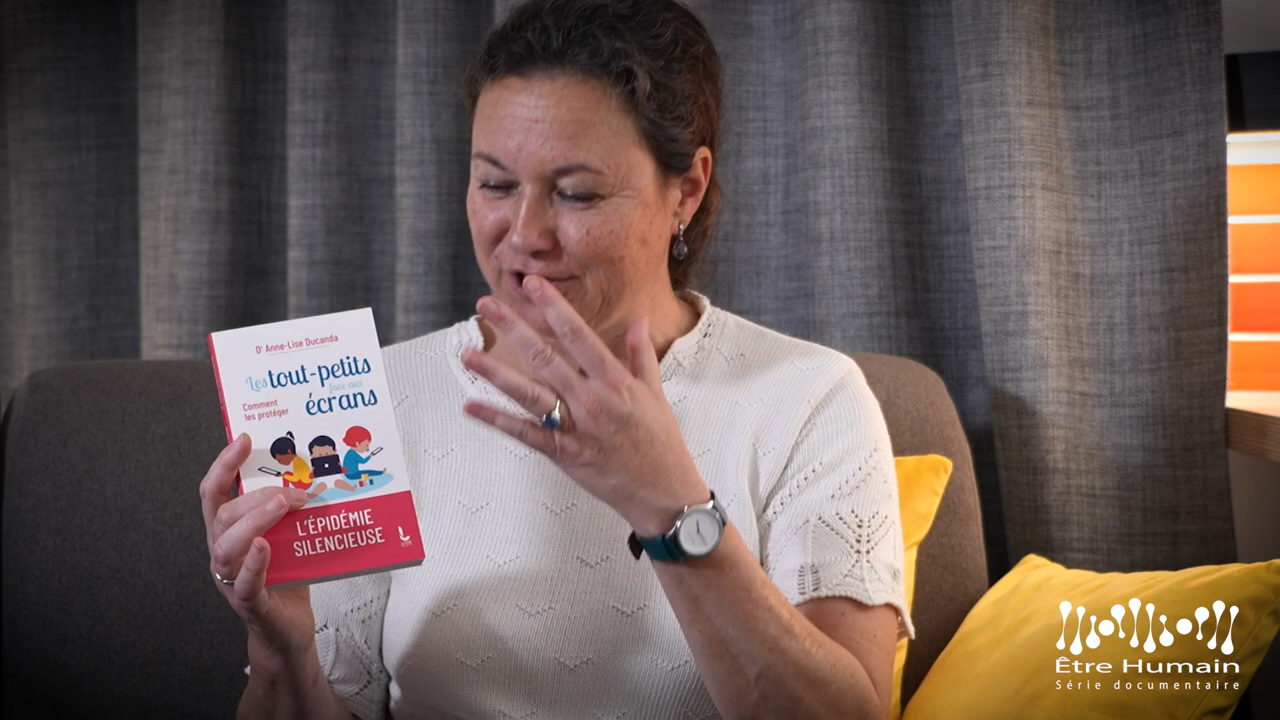 Dr Anne-Lise Ducanda
Les tout-petits
face aux
écrans
Comment
les protéger
L'ÉPIDÉMIE
SILENCIEUSE
Être Humain
Série documentaire